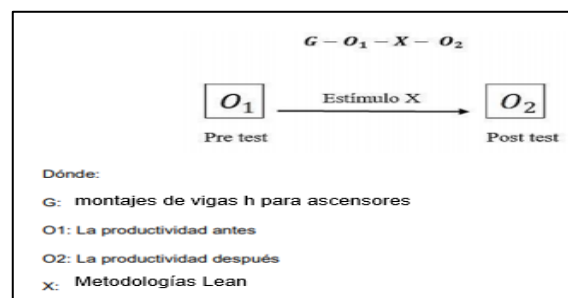 G – O₁ – X – O₂
O₁ Estímulo X O₂
Pre test Post test
Dónde:
G: montajes de vigas h para ascensores
O1: La productividad antes
O2: La productividad después
X: Metodologías Lean